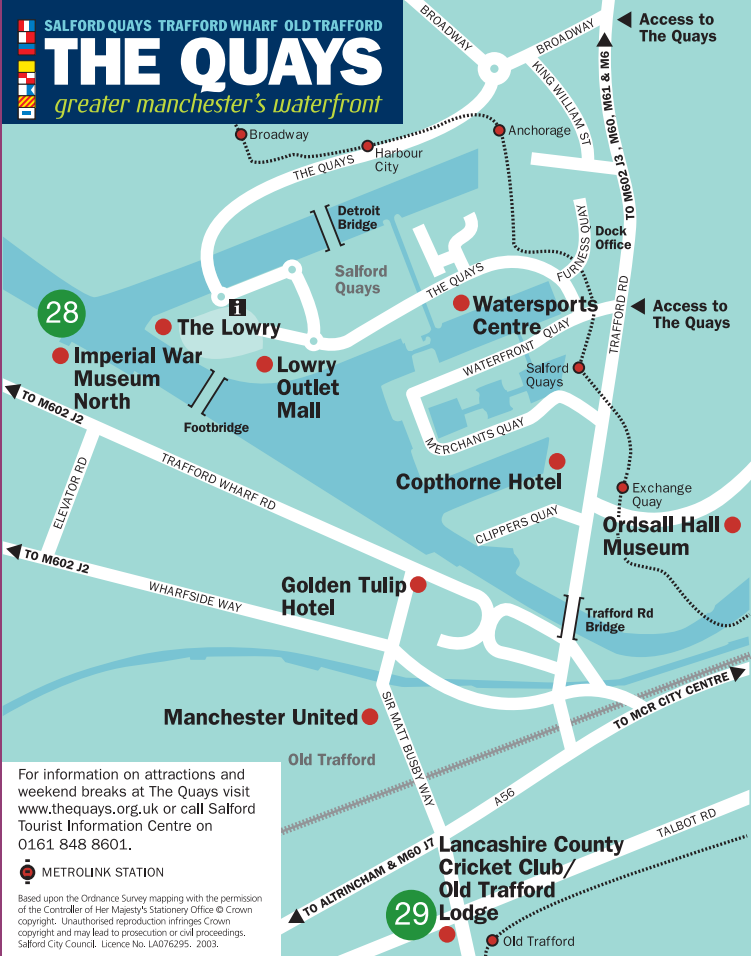 SALFORD QUAYS TRAFFORD WHARF OLD TRAFFORD
THE QUAYS
greater manchester's waterfront
BROADWAY
BROADWAY
Access to
The Quays
KING WILLIAM ST
TO M602 J3 , M60, M61 & M6
Broadway
Harbour
City
Anchorage
THE QUAYS
Detroit
Bridge
Dock
Office
FURNESS QUAY
Salford
Quays
THE QUAYS
TRAFFORD RD
28
i
The Lowry
Watersports
Centre
Access to
The Quays
WATERFRONT QUAY
Imperial War
Museum
North
Lowry
Outlet
Mall
Salford
Quays
TO M602 J2
Footbridge
MERCHANTS QUAY
TRAFFORD WHARF RD
ELEVATOR RD
Copthorne Hotel
Exchange
Quay
CLIPPERS QUAY
Ordsall Hall
Museum
TO M602 J2
WHARFSIDE WAY
Golden Tulip
Hotel
Trafford Rd
Bridge
Manchester United
SIR MATT BUSBY WAY
TO MCR CITY CENTRE
Old Trafford
A56
TALBOT RD
TO ALTRINCHAM & M60 J7
Lancashire County
Cricket Club/
Old Trafford
Lodge
29
Old Trafford
For information on attractions and
weekend breaks at The Quays visit
www.thequays.org.uk or call Salford
Tourist Information Centre on
0161 848 8601.
METROLINK STATION
Based upon the Ordnance Survey mapping with the permission
of the Controller of Her Majesty's Stationery Office © Crown
copyright. Unauthorised reproduction infringes Crown
copyright and may lead to prosecution or civil proceedings.
Salford City Council. Licence No. LA076295. 2003.